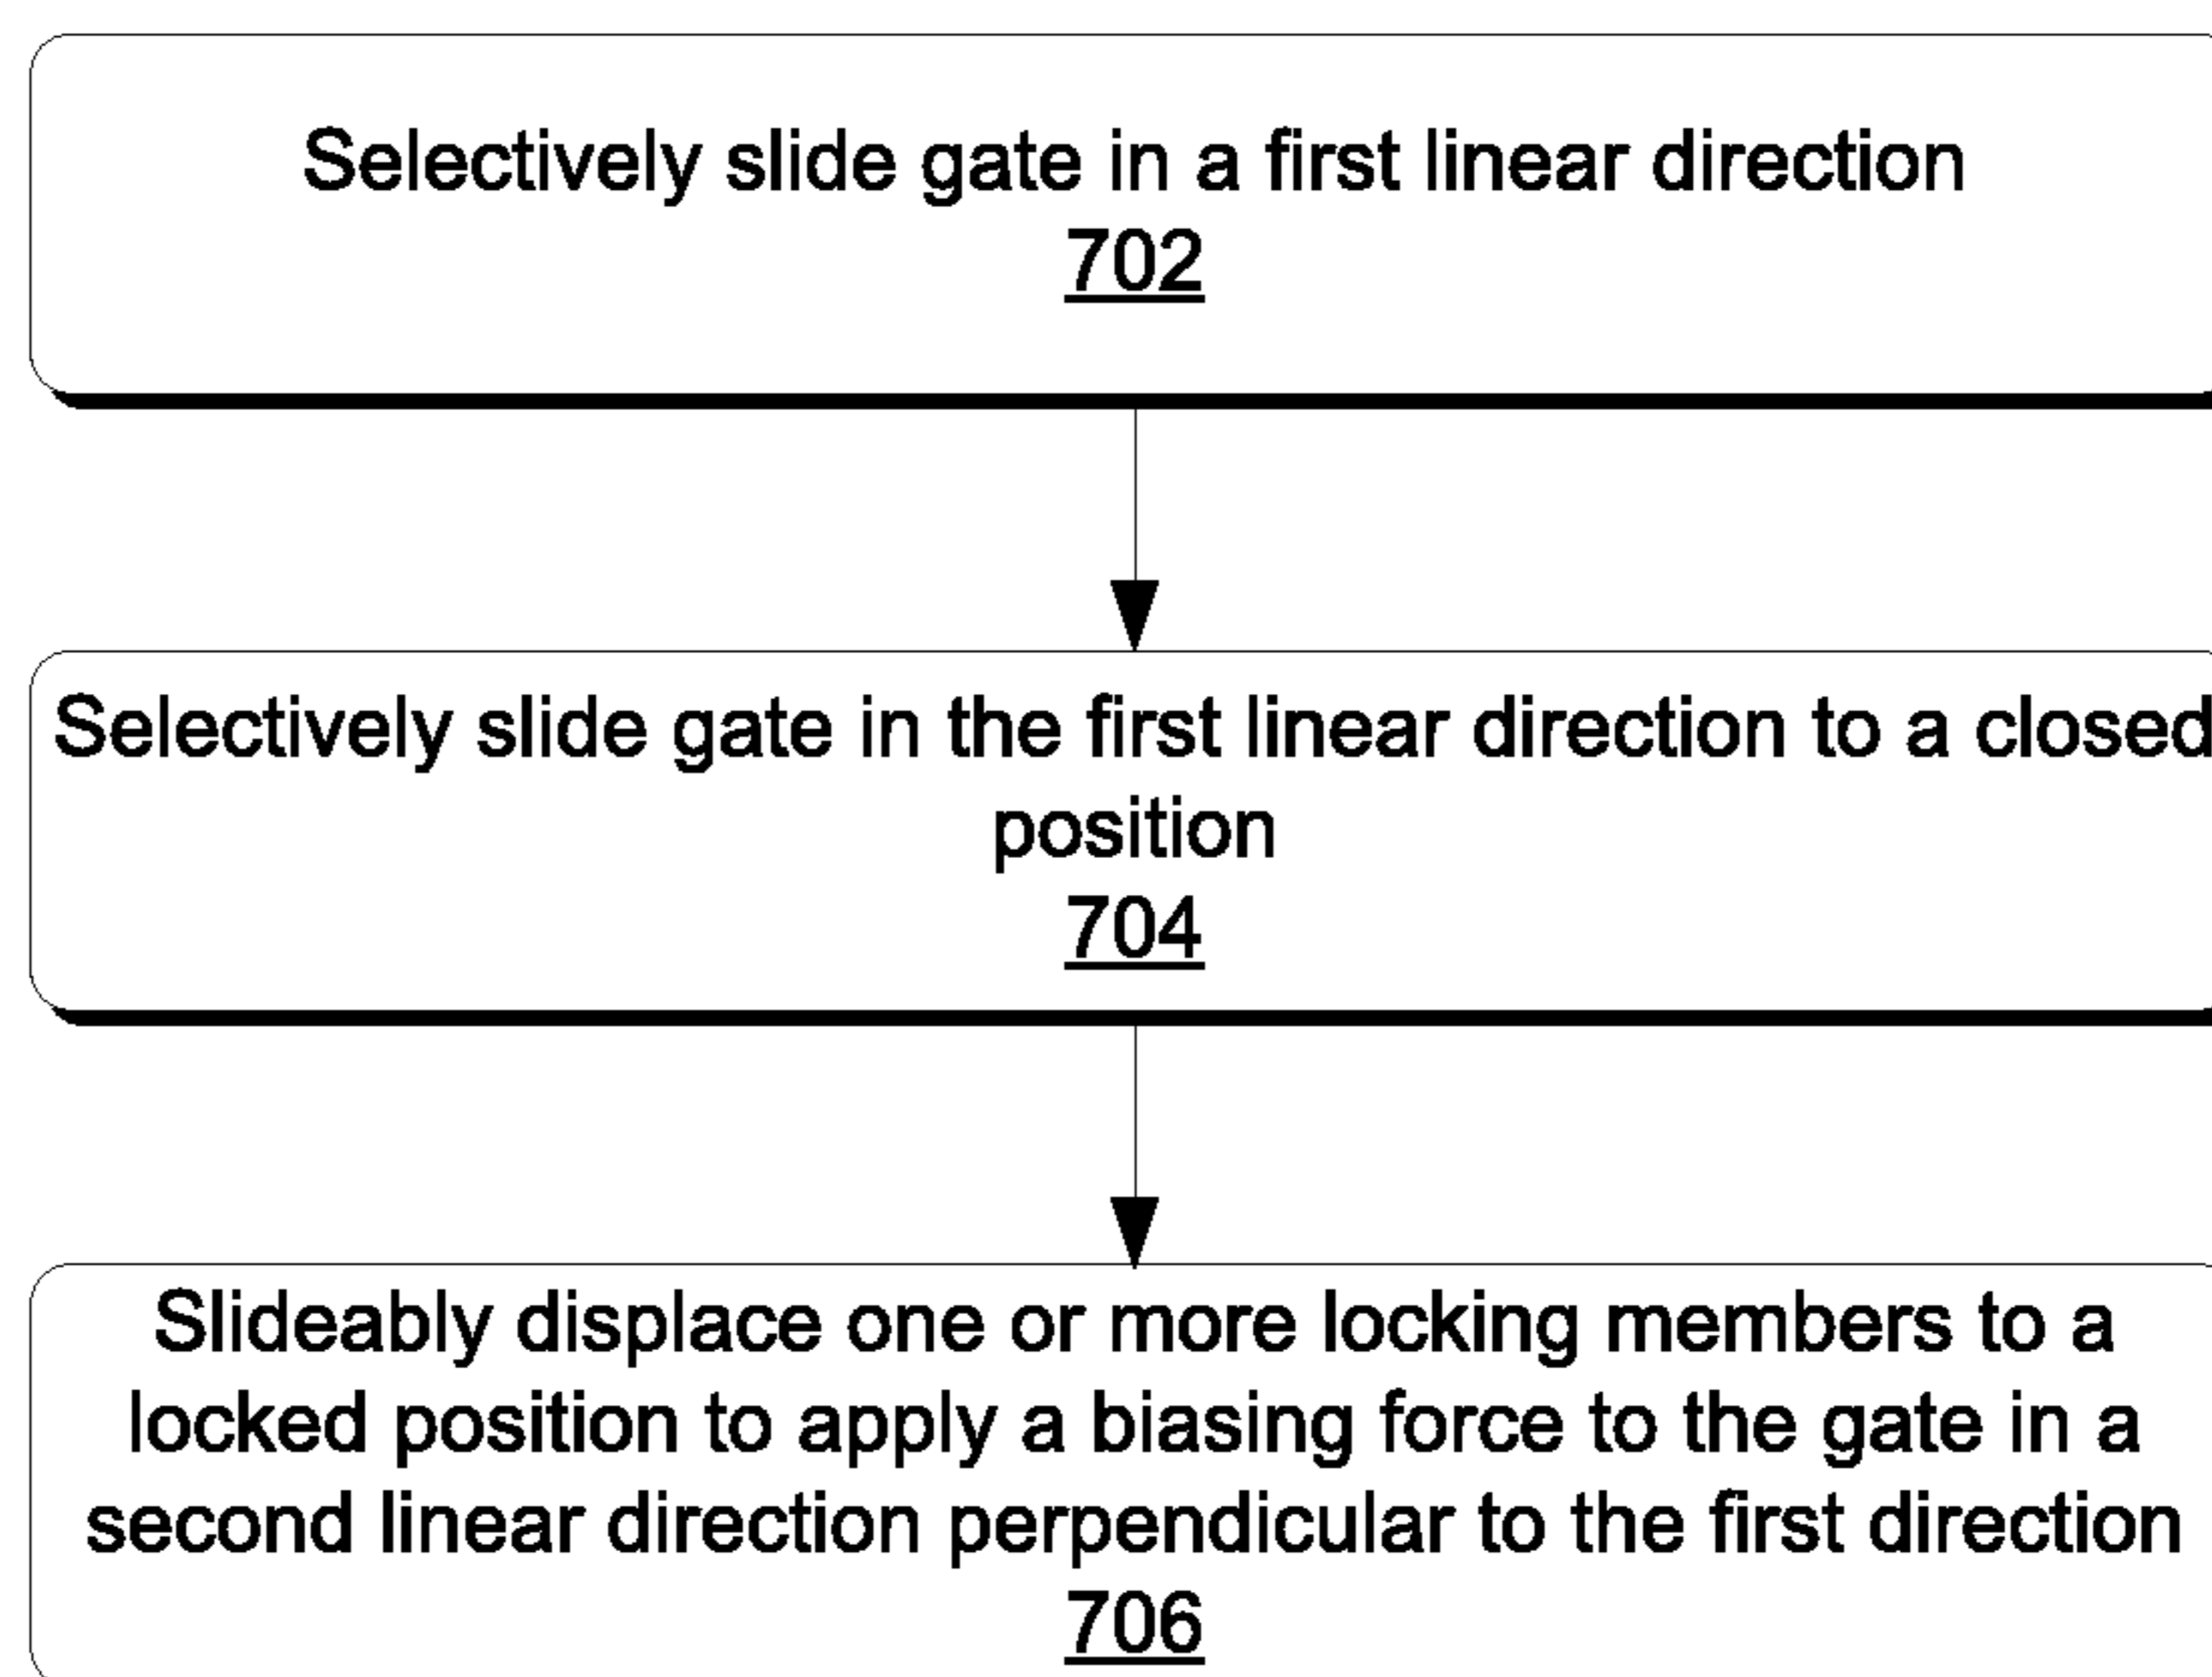 Selectively slide gate in a first linear direction
702
Selectively slide gate in the first linear direction to a closed
position
704
Slideably displace one or more locking members to a
locked position to apply a biasing force to the gate in a
second linear direction perpendicular to the first direction
706